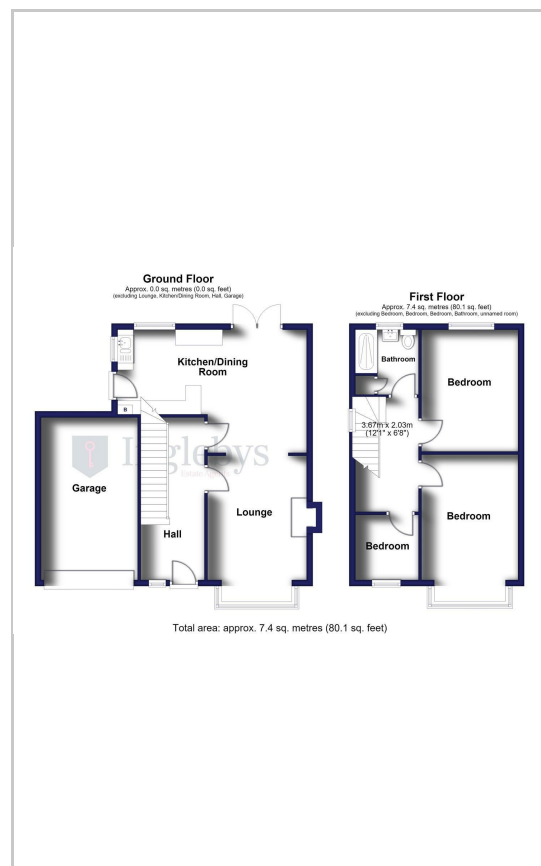 Ground Floor
Approx. 0.0 sq. metres (0.0 sq. feet)
(excluding Lounge, Kitchen/Dining Room, Hall, Garage)
First Floor
Approx. 7.4 sq. metres (80.1 sq. feet)
(excluding Bedroom, Bedroom, Bedroom, Bathroom, unnamed room)
Kitchen/Dining
Room
Bathroom
Bedroom
B
3.67m x 2.03m
(12'1" x 6'8")
Inglebys
Estate Agents
Garage
Lounge
Bedroom
Hall
Bedroom
Total area: approx. 7.4 sq. metres (80.1 sq. feet)